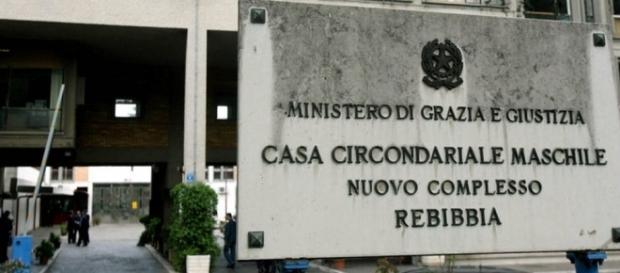 MINISTERO DI GRAZIA E GIUSTIZIA
CASA CIRCONDARIALE MASCHILE
NUOVO COMPLESSO
REBIBBIA